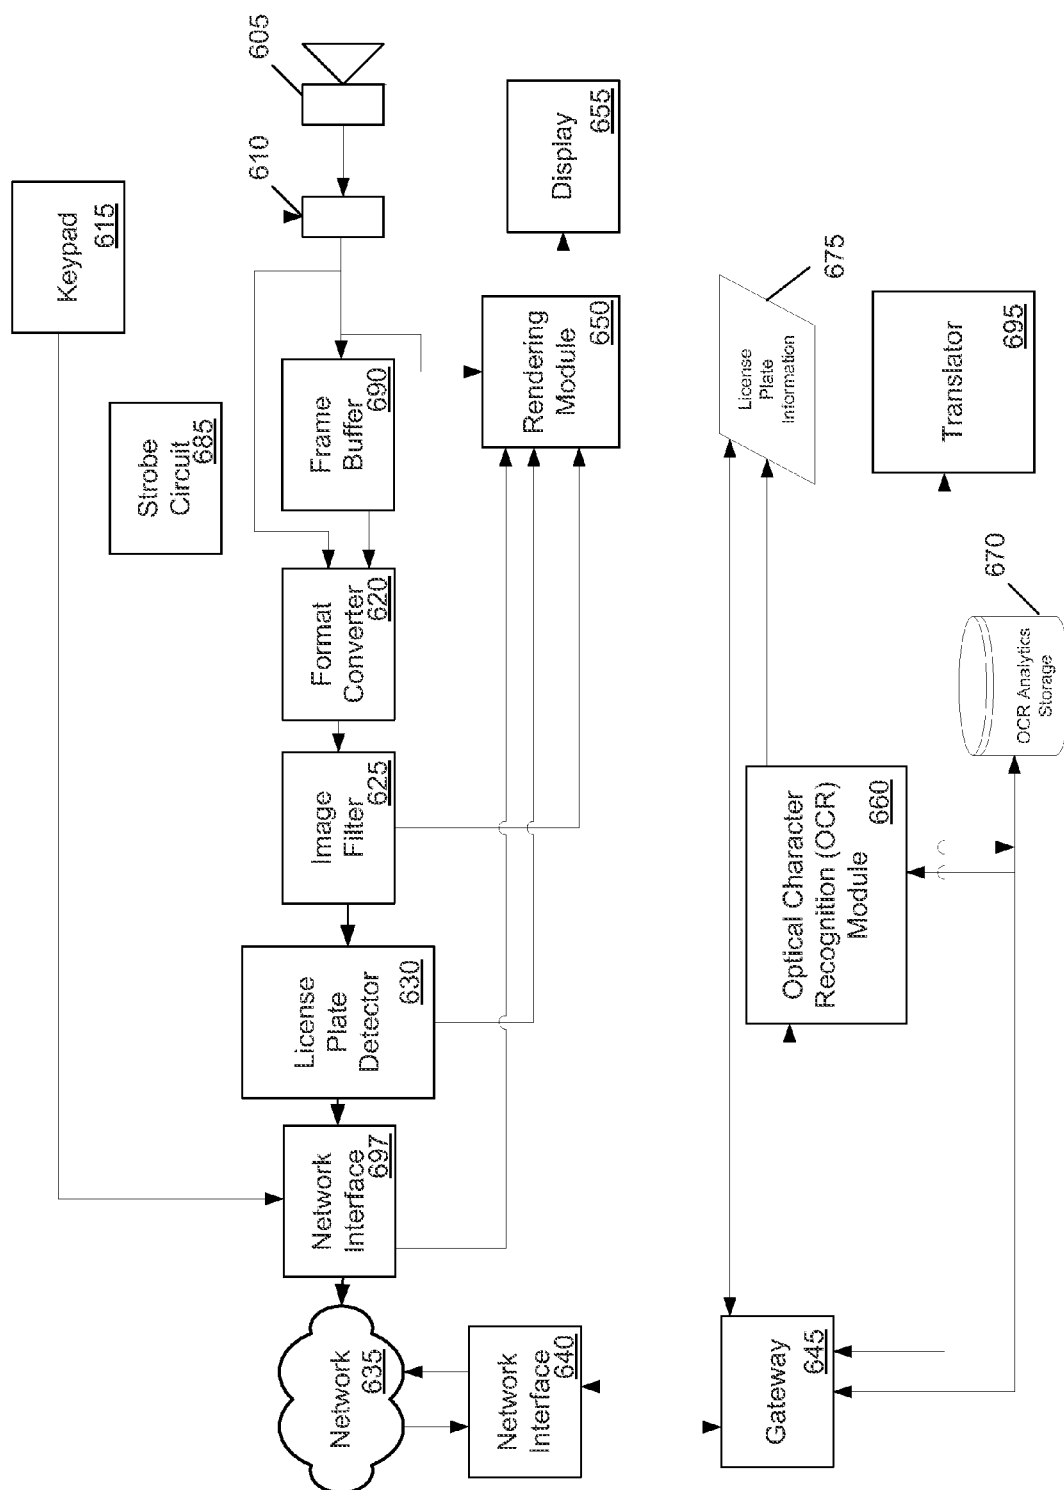 Keypad
615
Strobe
Circuit
685
605
610
Frame
Buffer
690
Format
Converter
620
Image
Filter
625
License
Plate
Detector
630
Network
Interface
697
Network
635
Network
Interface
640
Rendering
Module
650
Display
655
License
Plate
Information
675
Translator
695
OCR Analytics
Storage
670
Optical Character
Recognition (OCR)
Module
660
Gateway
645